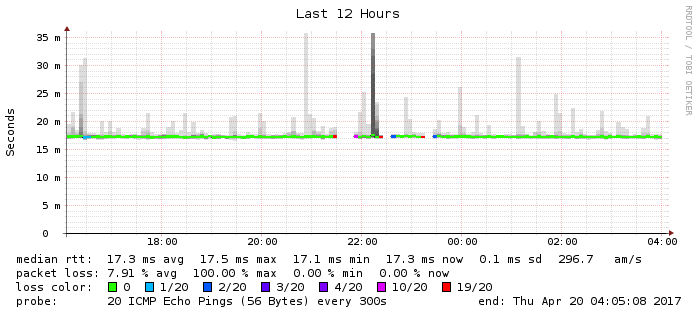 Last 12 Hours
RRDTOOL / TOBI OETIKER
Seconds
35 m
30 m
25 m
20 m
15 m
10 m
5 m
0
18:00 20:00 22:00 00:00 02:00 04:00
median rtt: 17.3 ms avg 17.5 ms max 17.1 ms min 17.3 ms now 0.1 ms sd 296.7 am/s
packet loss: 7.91 % avg 100.00 % max 0.00 % min 0.00 % now
loss color: 0 1/20 2/20 3/20 4/20 10/20 19/20
probe: 20 ICMP Echo Pings (56 Bytes) every 300s end: Thu Apr 20 04:05:08 2017